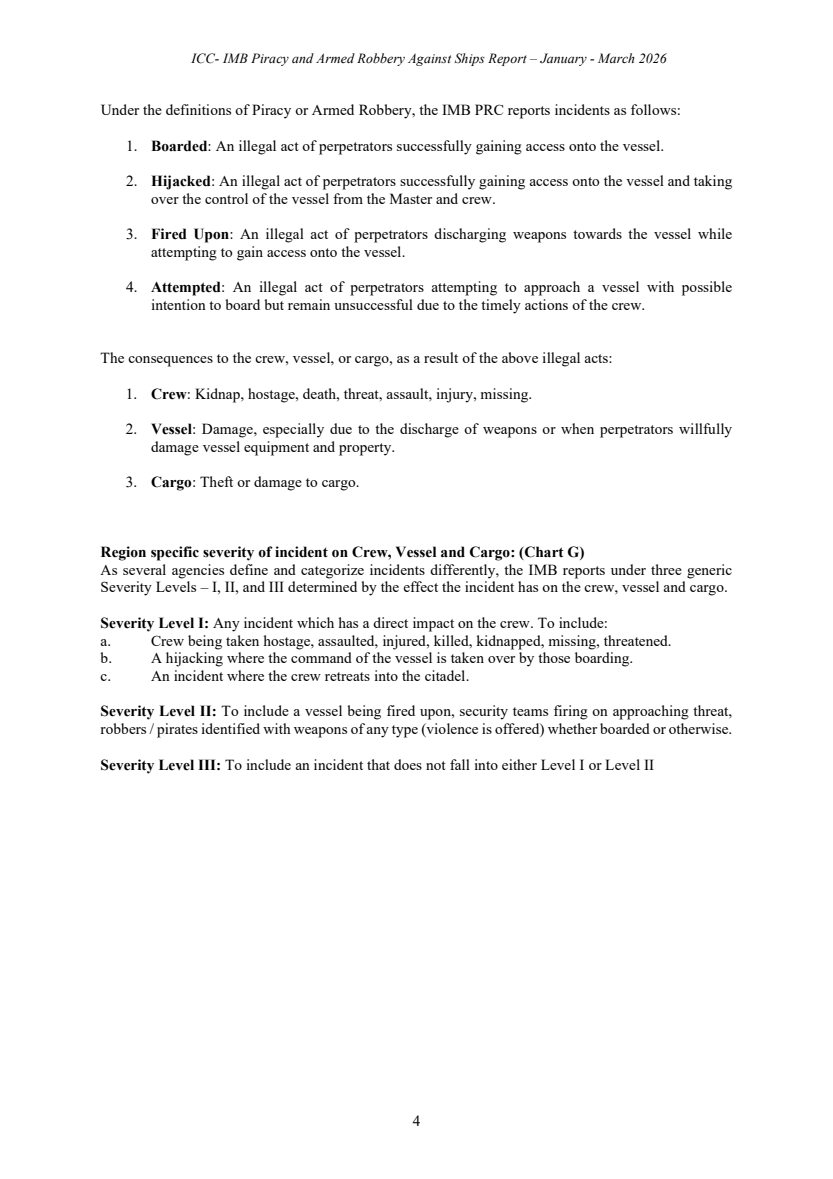 ICC- IMB Piracy and Armed Robbery Against Ships Report – January - March 2026
Under the definitions of Piracy or Armed Robbery, the IMB PRC reports incidents as follows:
1. Boarded: An illegal act of perpetrators successfully gaining access onto the vessel.
2. Hijacked: An illegal act of perpetrators successfully gaining access onto the vessel and taking
over the control of the vessel from the Master and crew.
3. Fired Upon: An illegal act of perpetrators discharging weapons towards the vessel while
attempting to gain access onto the vessel.
4. Attempted: An illegal act of perpetrators attempting to approach a vessel with possible
intention to board but remain unsuccessful due to the timely actions of the crew.
The consequences to the crew, vessel, or cargo, as a result of the above illegal acts:
1. Crew: Kidnap, hostage, death, threat, assault, injury, missing.
2. Vessel: Damage, especially due to the discharge of weapons or when perpetrators willfully
damage vessel equipment and property.
3. Cargo: Theft or damage to cargo.
Region specific severity of incident on Crew, Vessel and Cargo: (Chart G)
As several agencies define and categorize incidents differently, the IMB reports under three generic
Severity Levels – I, II, and III determined by the effect the incident has on the crew, vessel and cargo.
Severity Level I: Any incident which has a direct impact on the crew. To include:
a. Crew being taken hostage, assaulted, injured, killed, kidnapped, missing, threatened.
b. A hijacking where the command of the vessel is taken over by those boarding.
c. An incident where the crew retreats into the citadel.
Severity Level II: To include a vessel being fired upon, security teams firing on approaching threat,
robbers / pirates identified with weapons of any type (violence is offered) whether boarded or otherwise.
Severity Level III: To include an incident that does not fall into either Level I or Level II
4